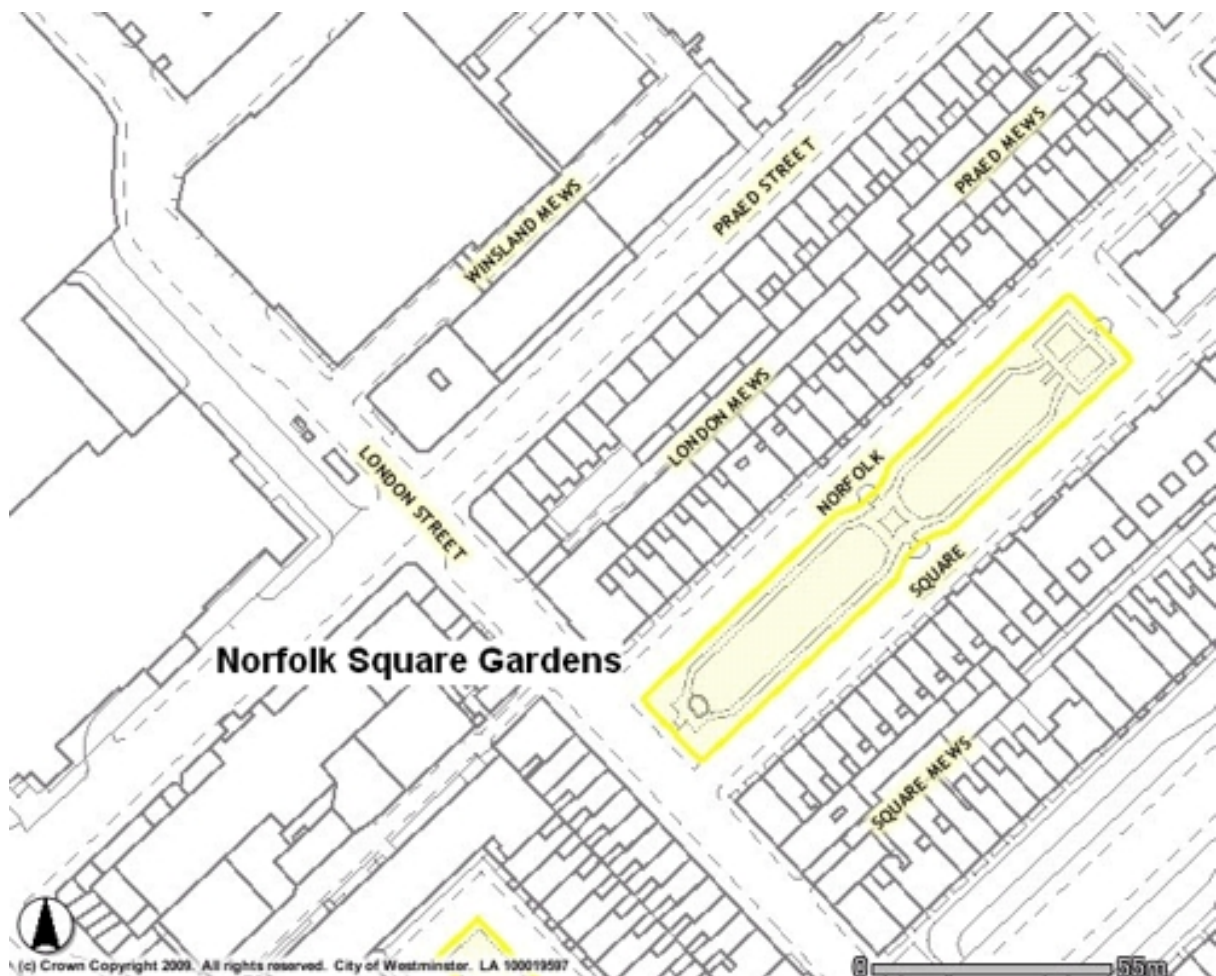 PRAED MEWS
PRAED STREET
WINSLAND MEWS
LONDON MEWS
LONDON STREET
NORFOLK
SQUARE
Norfolk Square Gardens
SQUARE MEWS
(c) Crown Copyright 2009. All rights reserved. City of Westminster. LA 100019597
0 55m